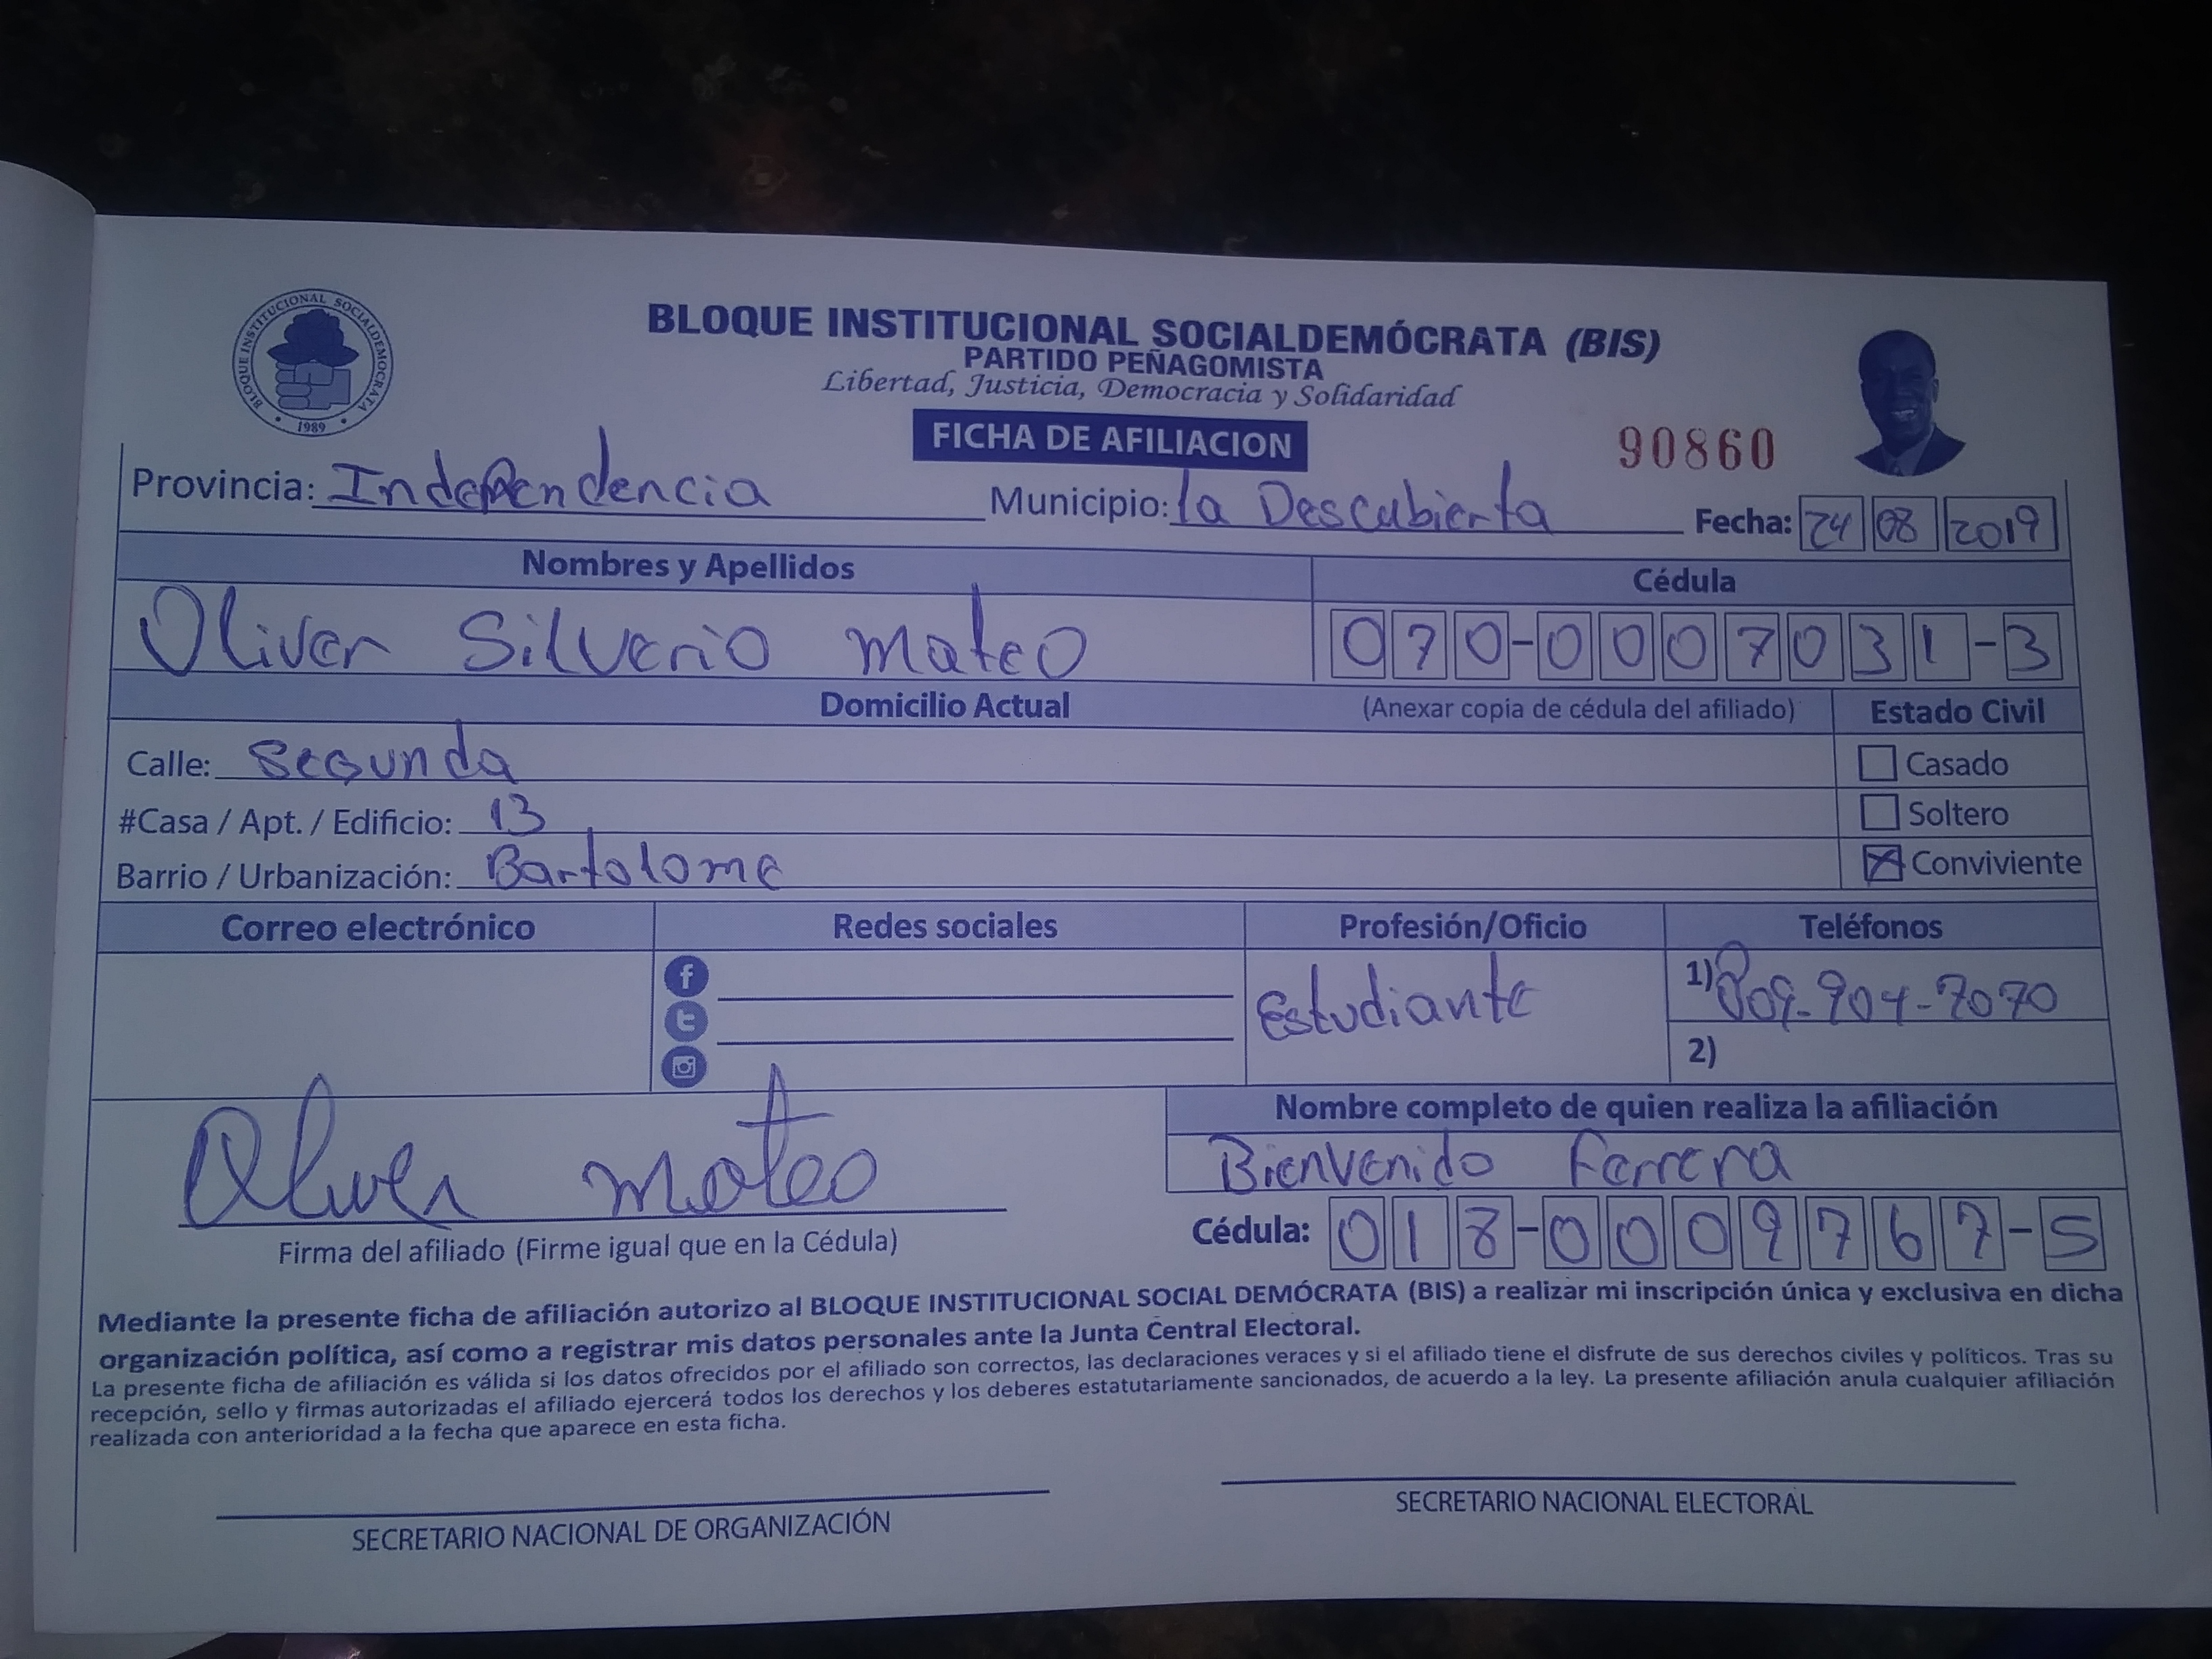 BLOQUE INSTITUCIONAL SOCIALDEMOCRATA
1989
BLOQUE INSTITUCIONAL SOCIALDEMÓCRATA (BIS)
PARTIDO PEÑAGOMISTA
Libertad, Justicia, Democracia y Solidaridad
FICHA DE AFILIACION
90860
Provincia: Independencia Municipio: la Descubierta Fecha: 24 08 2019
Nombres y Apellidos Cédula
Oliver Silverio mateo 070-0007031-3
Domicilio Actual (Anexar copia de cédula del afiliado) Estado Civil
Calle: Segunda Casado
#Casa / Apt. / Edificio: 13 Soltero
Barrio / Urbanización: Bartolome Conviviente
Correo electrónico Redes sociales Profesión/Oficio Teléfonos
Estudiante 1) 809-904-7070
2)
Nombre completo de quien realiza la afiliación
Oliver mateo Bienvenido Ferrera
Firma del afiliado (Firme igual que en la Cédula) Cédula: 018-0009767-5
Mediante la presente ficha de afiliación autorizo al BLOQUE INSTITUCIONAL SOCIAL DEMÓCRATA (BIS) a realizar mi inscripción única y exclusiva en dicha
organización política, así como a registrar mis datos personales ante la Junta Central Electoral.
La presente ficha de afiliación es válida si los datos ofrecidos por el afiliado son correctos, las declaraciones veraces y si el afiliado tiene el disfrute de sus derechos civiles y políticos. Tras su
recepción, sello y firmas autorizadas el afiliado ejercerá todos los derechos y los deberes estatutariamente sancionados, de acuerdo a la ley. La presente afiliación anula cualquier afiliación
realizada con anterioridad a la fecha que aparece en esta ficha.
SECRETARIO NACIONAL DE ORGANIZACIÓN SECRETARIO NACIONAL ELECTORAL